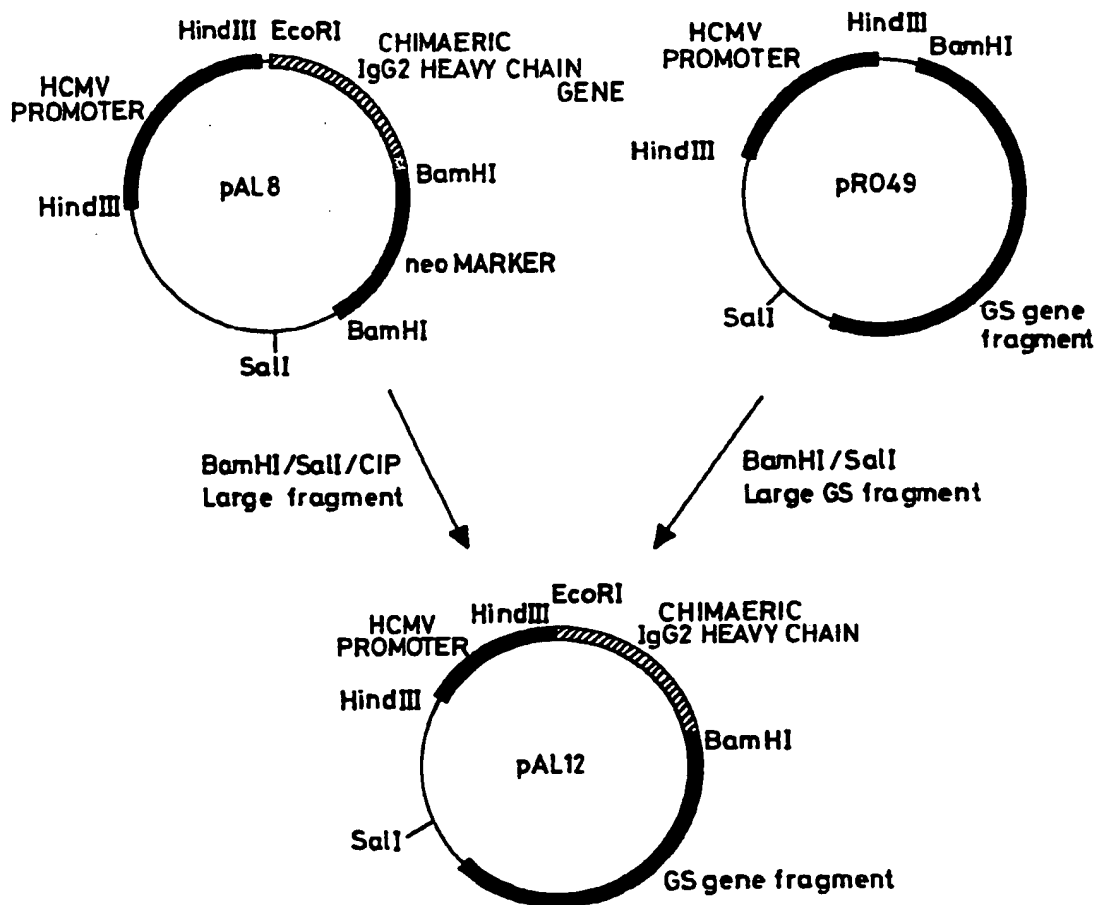 HindIII EcoRI
CHIMAERIC
IgG2 HEAVY CHAIN
GENE
HCMV
PROMOTER
HindIII
pAL8
BamHI
neo MARKER
BamHI
SalI
HCMV
PROMOTER
HindIII
BamHI
HindIII
pRO49
SalI
GS gene
fragment
BamHI/SalI/CIP
Large fragment
BamHI/SalI
Large GS fragment
HCMV
PROMOTER
HindIII
EcoRI
CHIMAERIC
IgG2 HEAVY CHAIN
HindIII
BamHI
pAL12
SalI
GS gene fragment